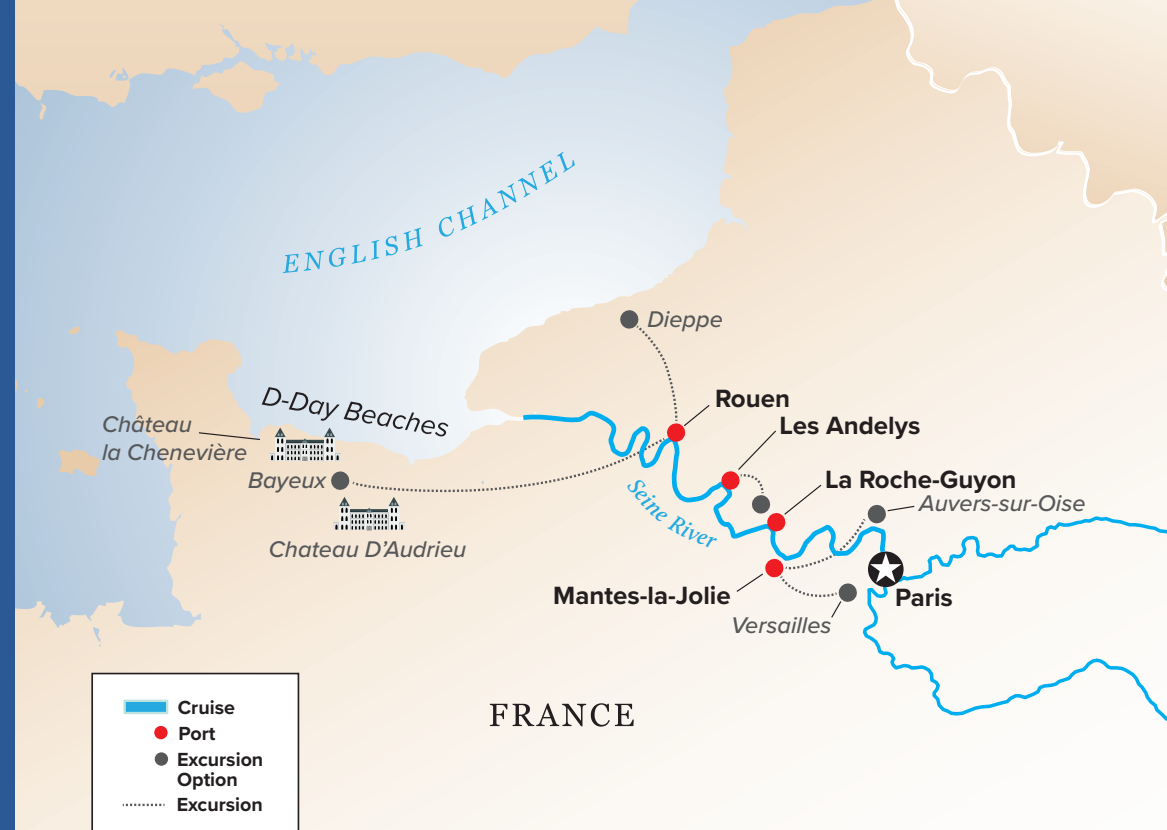 ENGLISH CHANNEL
Dieppe
D-Day Beaches
Rouen
Château
la Chenevière
Les Andelys
Bayeux
La Roche-Guyon
Auvers-sur-Oise
Seine River
Chateau D’Audrieu
Mantes-la-Jolie
Paris
Versailles
FRANCE
Cruise
Port
Excursion
Option
Excursion